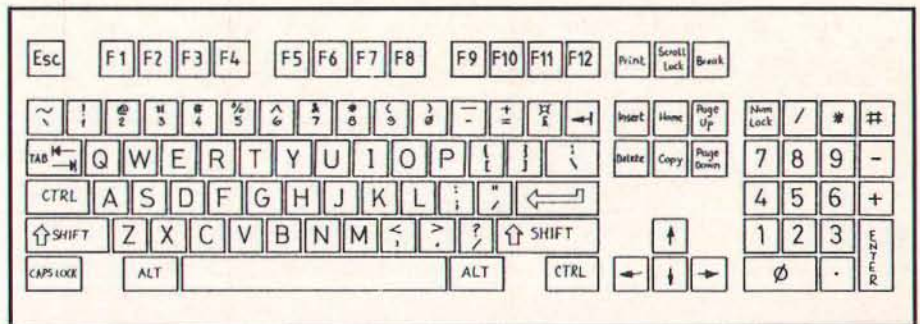 Esc F1 F2 F3 F4 F5 F6 F7 F8 F9 F10 F11 F12 Print Scroll Lock Break
~ \ ! 1 @ 2 # 4 % 5 ^ 6 & 7 * 8 ( 9 ) Ø — - + = ¤ £ Insert Home Page Up Num Lock / * #
TAB Q W E R T Y U I O P { [ } ] Delete Copy Page Down 7 8 9 -
CTRL A S D F G H J K L : ; " , 4 5 6 +
⇧ SHIFT Z X C V B N M < , > . ? / ⇧ SHIFT ↑ 1 2 3 ENTER
CAPS LOCK ALT ALT CTRL ← ↓ → Ø .